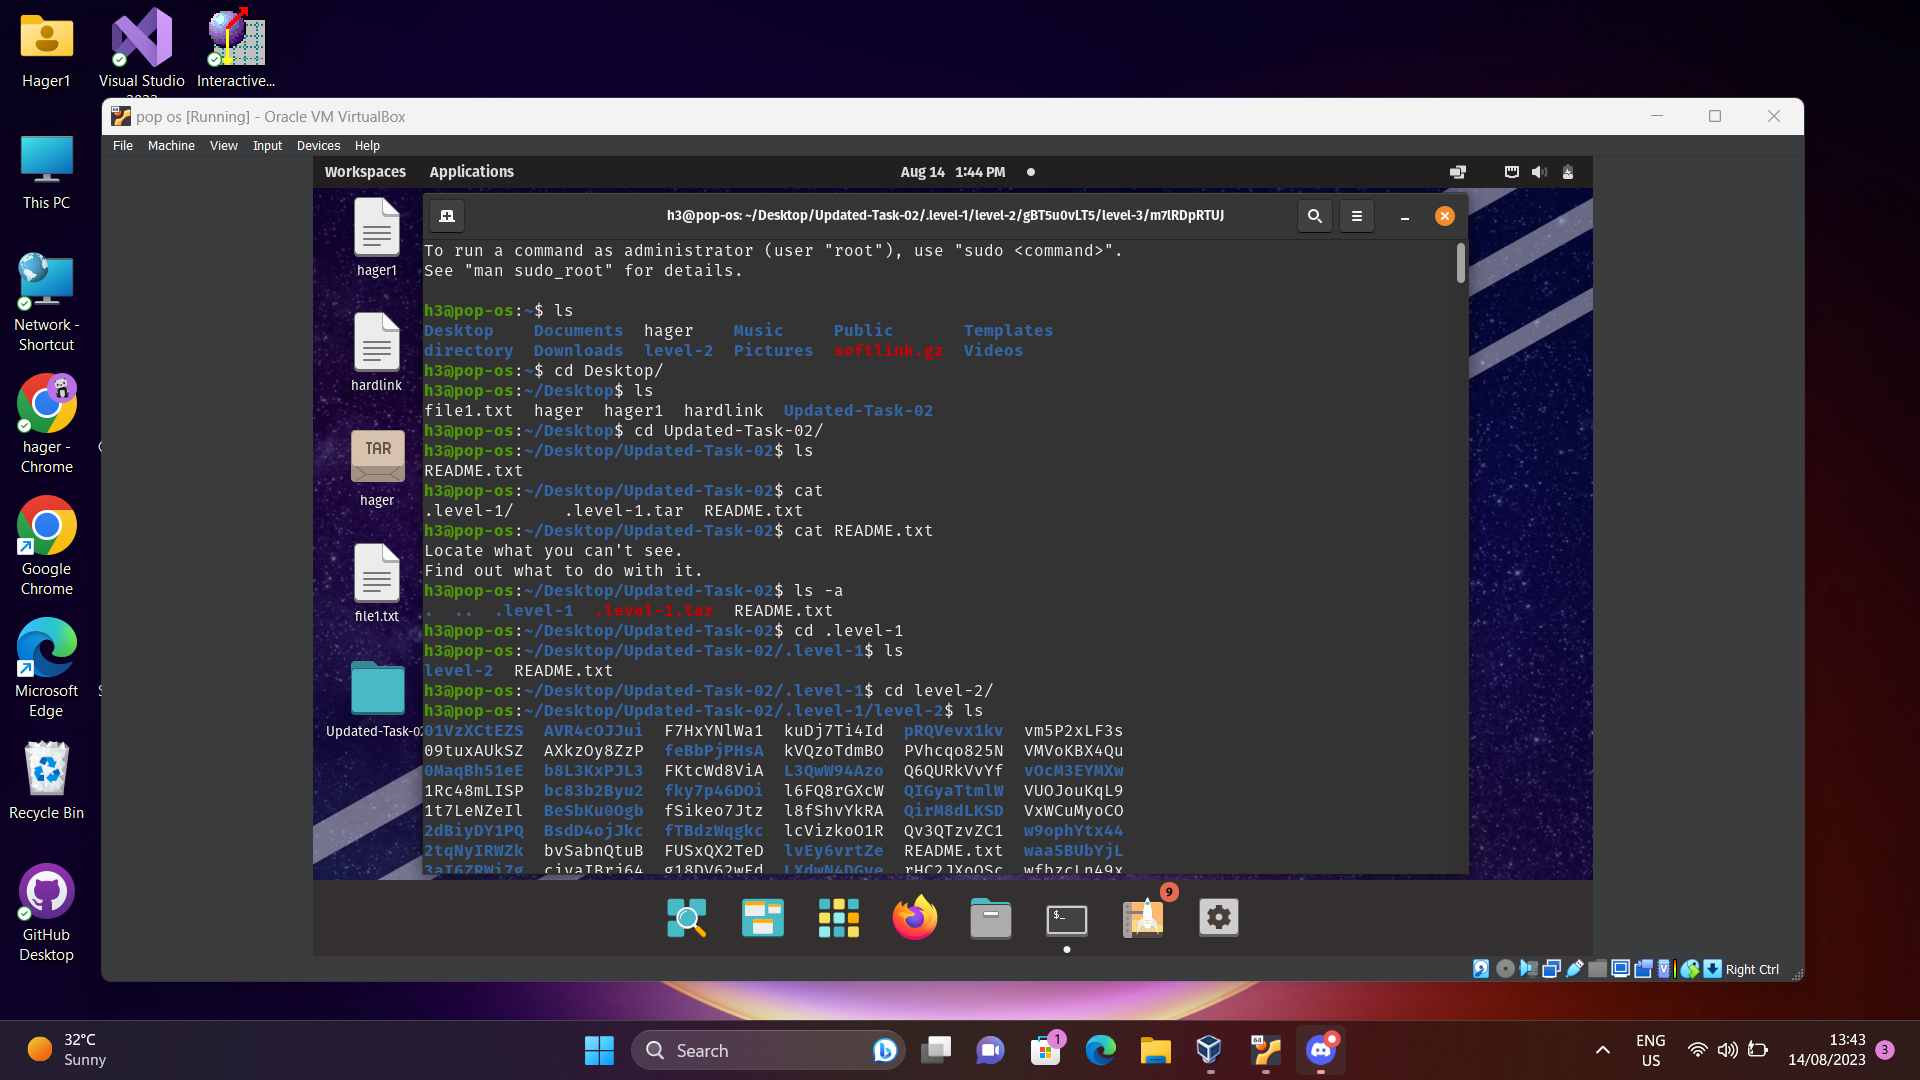 Hager1
Visual Studio
Interactive...
This PC
Network -
Shortcut
hager -
Chrome
Google
Chrome
Microsoft
Edge
Recycle Bin
GitHub
Desktop
pop os [Running] - Oracle VM VirtualBox
File Machine View Input Devices Help
Workspaces Applications Aug 14 1:44 PM
hager1
hardlink
TAR
hager
file1.txt
Updated-Task-02
h3@pop-os: ~/Desktop/Updated-Task-02/.level-1/level-2/gBT5u0vLT5/level-3/m7lRDpRTUJ
To run a command as administrator (user "root"), use "sudo <command>".
See "man sudo_root" for details.
h3@pop-os:~$ ls
Desktop Documents hager Music Public Templates
directory Downloads level-2 Pictures softlink.gz Videos
h3@pop-os:~$ cd Desktop/
h3@pop-os:~/Desktop$ ls
file1.txt hager hager1 hardlink Updated-Task-02
h3@pop-os:~/Desktop$ cd Updated-Task-02/
h3@pop-os:~/Desktop/Updated-Task-02$ ls
README.txt
h3@pop-os:~/Desktop/Updated-Task-02$ cat
.level-1/ .level-1.tar README.txt
h3@pop-os:~/Desktop/Updated-Task-02$ cat README.txt
Locate what you can't see.
Find out what to do with it.
h3@pop-os:~/Desktop/Updated-Task-02$ ls -a
. .. .level-1 .level-1.tar README.txt
h3@pop-os:~/Desktop/Updated-Task-02$ cd .level-1
h3@pop-os:~/Desktop/Updated-Task-02/.level-1$ ls
level-2 README.txt
h3@pop-os:~/Desktop/Updated-Task-02/.level-1$ cd level-2/
h3@pop-os:~/Desktop/Updated-Task-02/.level-1/level-2$ ls
01VzXCtEZS AVR4cOJJui F7HxYNlWa1 kuDj7Ti4Id pRQVevx1kv vm5P2xLF3s
09tuxAUkSZ AXkzOy8ZzP feBbPjPHsA kVQzoTdmBO PVhcqo825N VMVoKBX4Qu
0MaqBh51eE b8L3KxPJL3 FKtcWd8ViA L3QwW94Azo Q6QURkVvYf vOcM3EYMXw
1Rc48mLISP bc83b2Byu2 fky7p46DOi l6FQ8rGXcW QIGyaTtmlW VUOJouKqL9
1t7LeNZeIl BeSbKu0Ogb fSikeo7Jtz l8fShvYkRA QirM8dLKSD VxWCuMyoCO
2dBiyDY1PQ BsdD4ojJkc fTBdzWqgkc lcVizkoO1R Qv3QTzvZC1 w9ophYtx44
2tqNyIRWZk bvSabnQtuB FUSxQX2TeD lvEy6vrtZe README.txt waa5BUbYjL
9
Right Ctrl
32°C
Sunny
Search
1
ENG
US
13:43
14/08/2023
3